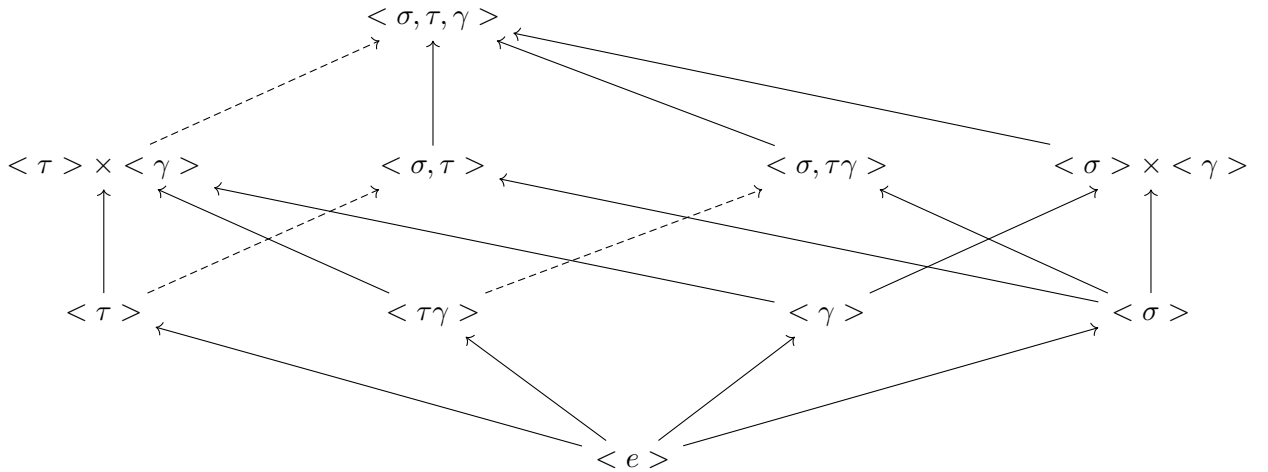 < σ, τ, γ >
< τ > × < γ > < σ, τ > < σ, τγ > < σ > × < γ >
< τ > < τγ > < γ > < σ >
< e >